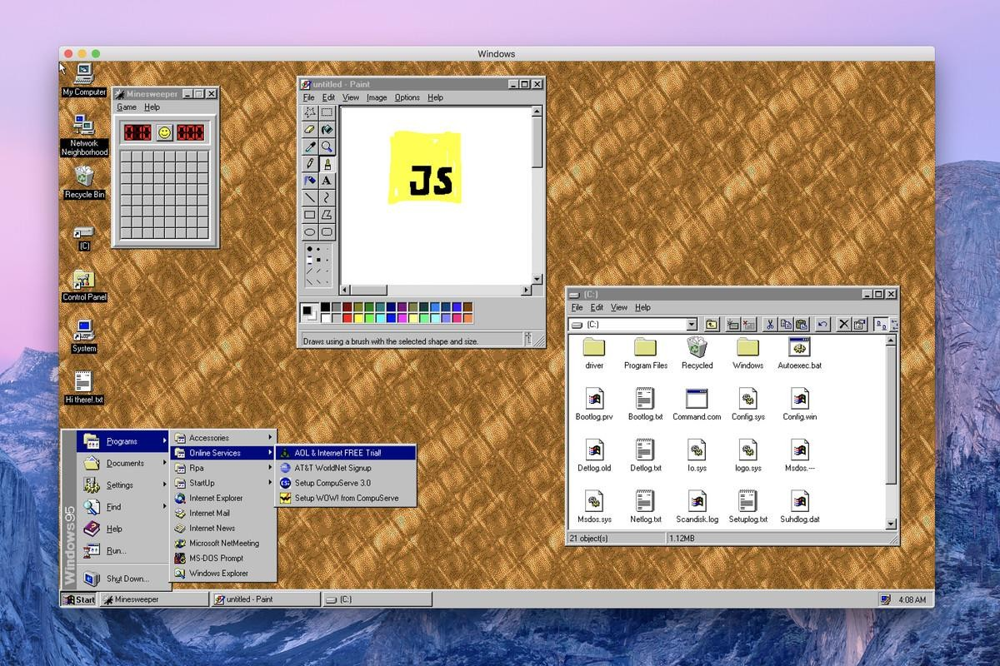 Windows
My Computer
Network
Neighborhood
Recycle Bin
(C)
Control Panel
System
Hi there!.txt
Minesweeper
Game Help
untitled - Paint
File Edit View Image Options Help
A
JS
Draws using a brush with the selected shape and size.
(C:)
File Edit View Help
(C:)
driver Program Files Recycled Windows Autoexec.bat
Bootlog.prv Bootlog.txt Command.com Config.sys Config.win
Detlog.old Detlog.txt Io.sys logo.sys Msdos.---
Msdos.sys Netlog.txt Scandisk.log Setuplog.txt Suhdlog.dat
21 object(s) 1.12MB
Windows95
Programs
Documents
Settings
Find
Help
Run...
Shut Down...
Accessories
Online Services
Rpa
StartUp
Internet Explorer
Internet Mail
Internet News
Microsoft NetMeeting
MS-DOS Prompt
Windows Explorer
AOL & Internet FREE Trial!
AT&T WorldNet Signup
Setup CompuServe 3.0
Setup WOW! from CompuServe
Start Minesweeper untitled - Paint (C:) 4:08 AM